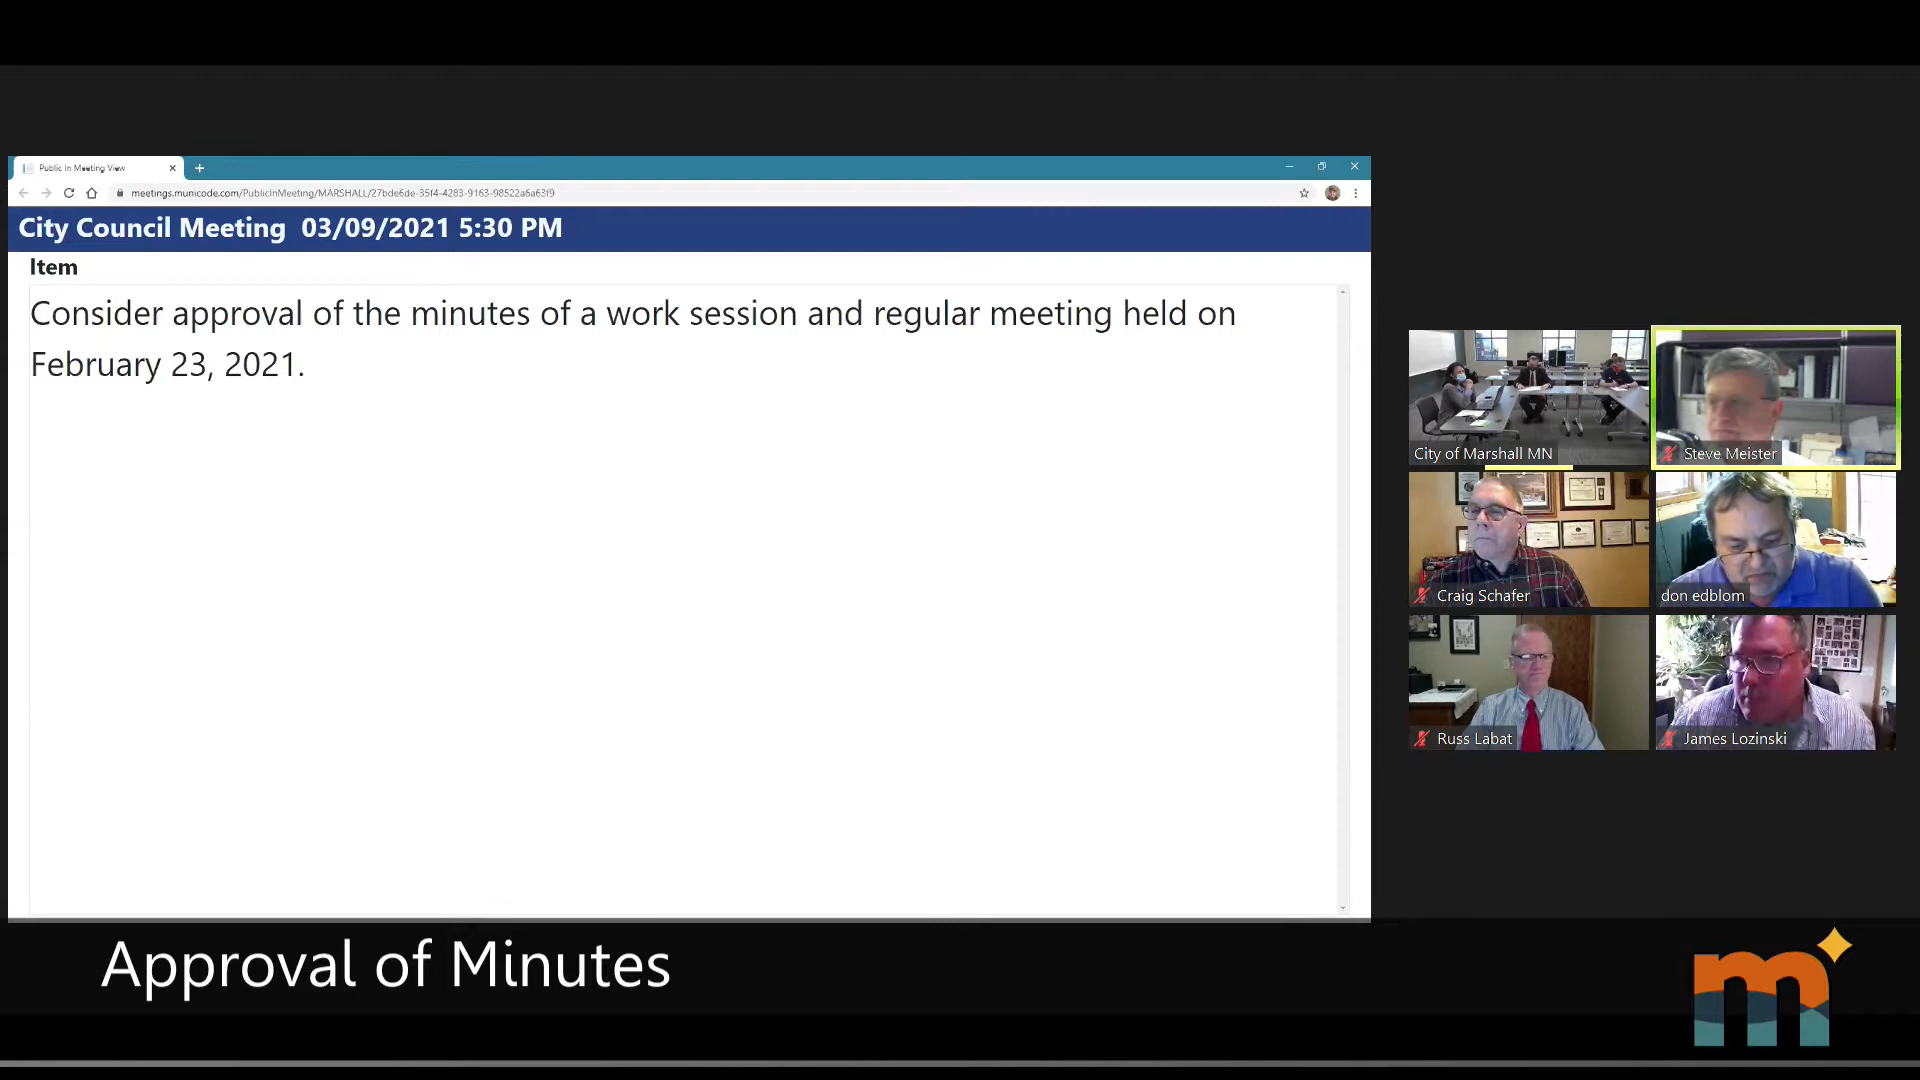 Public In Meeting View
meetings.municode.com/PublicInMeeting/MARSHALL/27bde6de-35f4-4283-9163-98522a6a63f9
City Council Meeting 03/09/2021 5:30 PM
Item
Consider approval of the minutes of a work session and regular meeting held on
February 23, 2021.
City of Marshall MN
Steve Meister
Craig Schafer
don edblom
Russ Labat
James Lozinski
Approval of Minutes
m